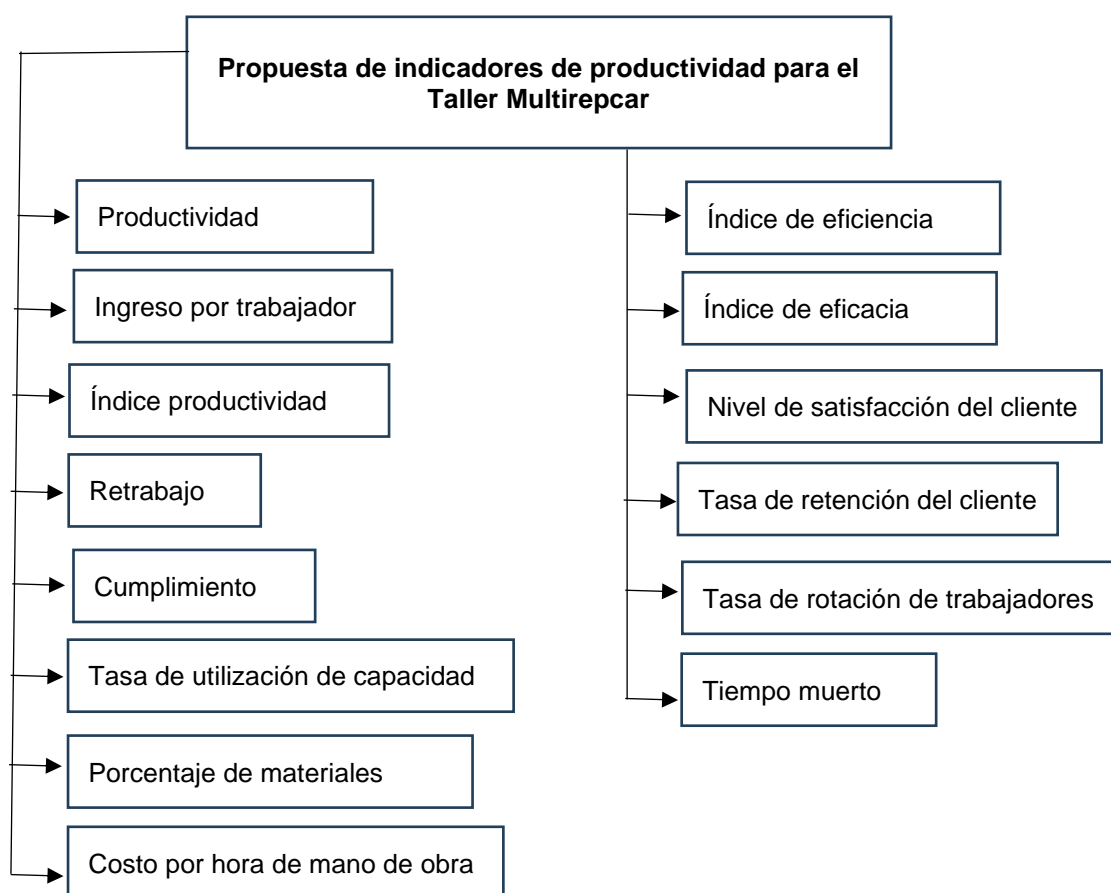 Propuesta de indicadores de productividad para el
Taller Multirepcar
Productividad
Ingreso por trabajador
Índice productividad
Retrabajo
Cumplimiento
Tasa de utilización de capacidad
Porcentaje de materiales
Costo por hora de mano de obra
Índice de eficiencia
Índice de eficacia
Nivel de satisfacción del cliente
Tasa de retención del cliente
Tasa de rotación de trabajadores
Tiempo muerto